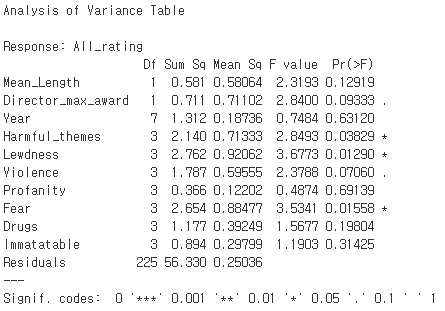 Analysis of Variance Table

Response: All_rating
                    Df Sum Sq Mean Sq F value  Pr(>F)
Mean_Length          1  0.581 0.58064  2.3193 0.12919
Director_max_award   1  0.711 0.71102  2.8400 0.09333 .
Year                 7  1.312 0.18736  0.7484 0.63120
Harmful_themes       3  2.140 0.71333  2.8493 0.03829 *
Lewdness             3  2.762 0.92062  3.6773 0.01290 *
Violence             3  1.787 0.59555  2.3788 0.07060 .
Profanity            3  0.366 0.12202  0.4874 0.69139
Fear                 3  2.654 0.88477  3.5341 0.01558 *
Drugs                3  1.177 0.39249  1.5677 0.19804
Immatatable          3  0.894 0.29799  1.1903 0.31425
Residuals          225 56.330 0.25036
---
Signif. codes:  0 '***' 0.001 '**' 0.01 '*' 0.05 '.' 0.1 ' ' 1